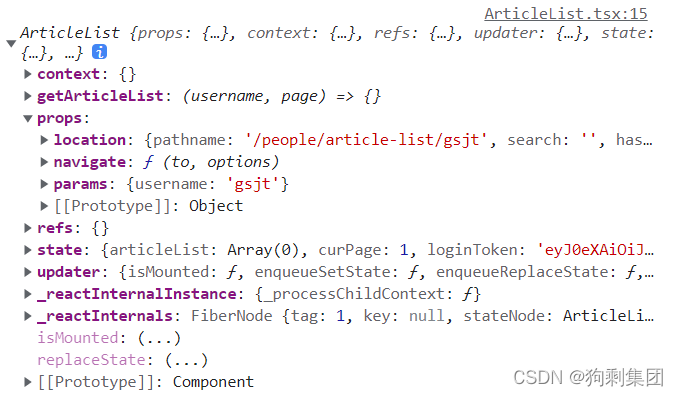 ArticleList.tsx:15
ArticleList {props: {…}, context: {…}, refs: {…}, updater: {…}, state:
{…}, …} i
context: {}
getArticleList: (username, page) => {}
props:
location: {pathname: '/people/article-list/gsjt', search: '', has…
navigate: ƒ (to, options)
params: {username: 'gsjt'}
[[Prototype]]: Object
refs: {}
state: {articleList: Array(0), curPage: 1, loginToken: 'eyJ0eXAiOiJ…
updater: {isMounted: ƒ, enqueueSetState: ƒ, enqueueReplaceState: ƒ,…
_reactInternalInstance: {_processChildContext: ƒ}
_reactInternals: FiberNode {tag: 1, key: null, stateNode: ArticleLi…
isMounted: (...)
replaceState: (...)
[[Prototype]]: Component
CSDN @狗剩集团